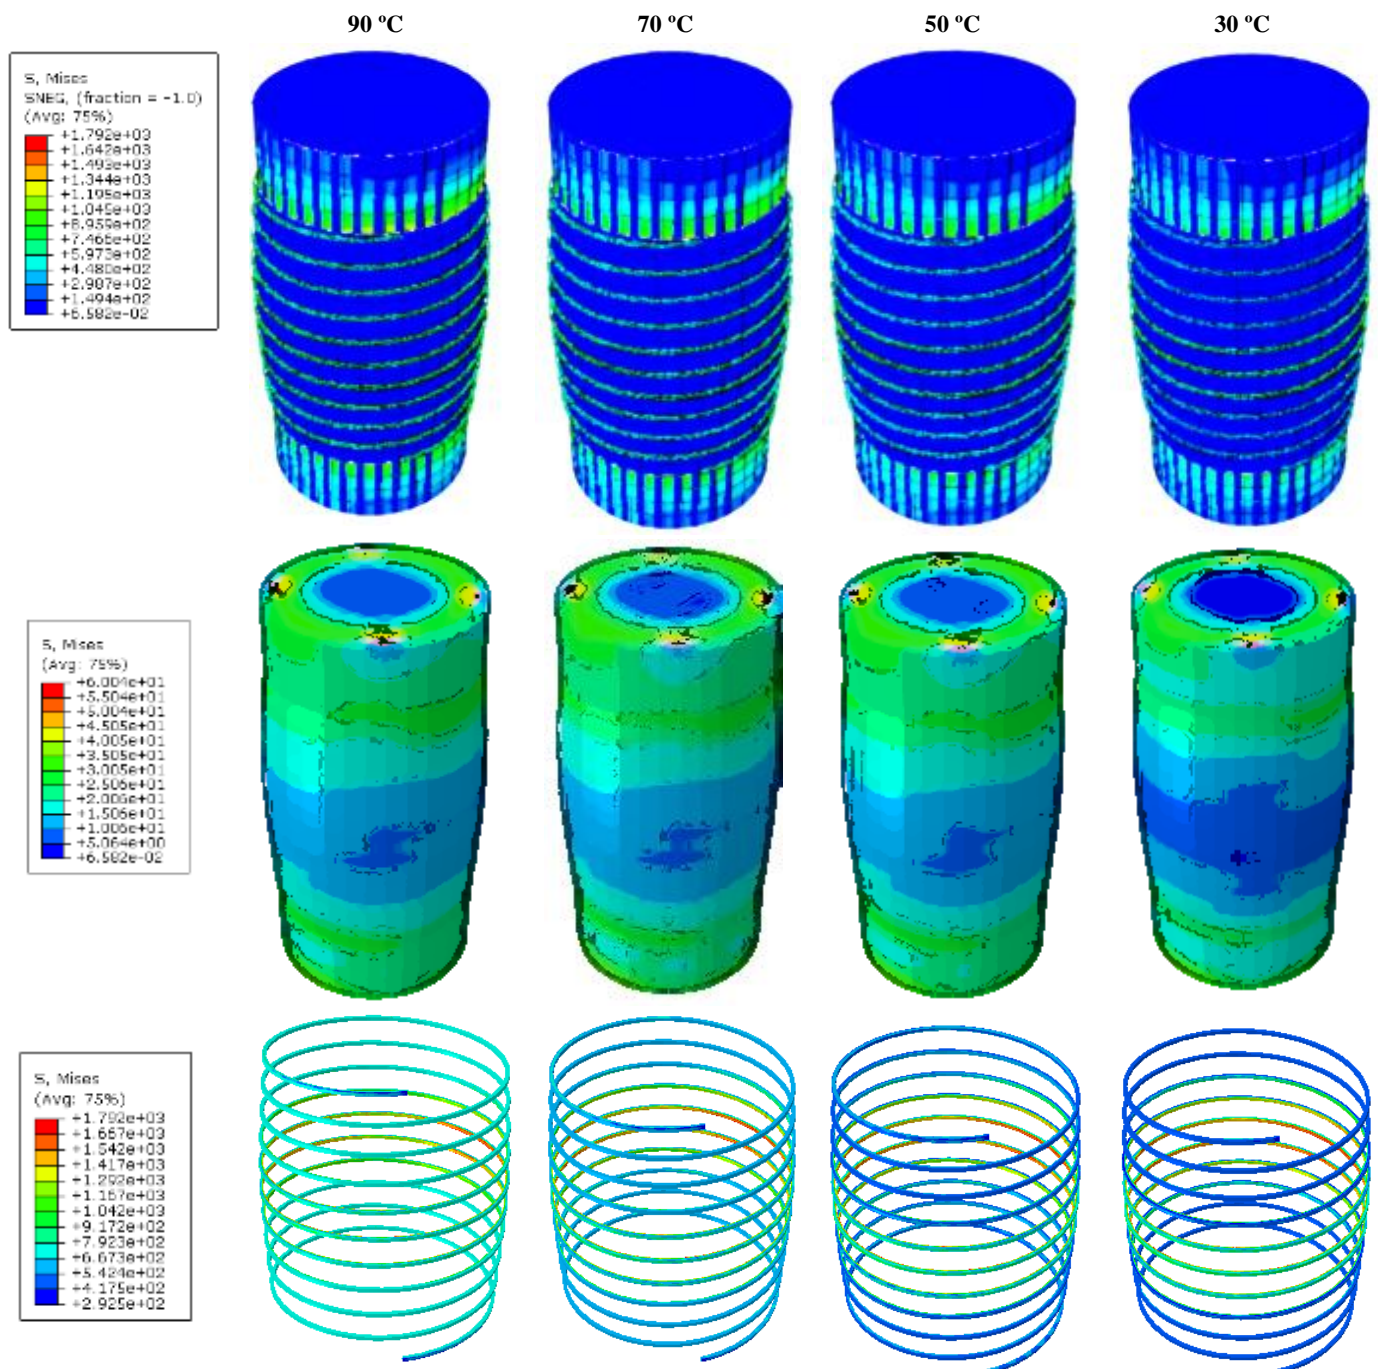 90 ºC 70 ºC 50 ºC 30 ºC
S, Mises
SNEG, (fraction = -1.0)
(Avg: 75%)
+1.792e+03
+1.642e+03
+1.493e+03
+1.344e+03
+1.195e+03
+1.045e+03
+8.959e+02
+7.466e+02
+5.973e+02
+4.480e+02
+2.987e+02
+1.494e+02
+6.582e-02
S, Mises
(Avg: 75%)
+6.004e+01
+5.504e+01
+5.004e+01
+4.505e+01
+4.005e+01
+3.505e+01
+3.005e+01
+2.506e+01
+2.006e+01
+1.506e+01
+1.006e+01
+5.064e+00
+6.582e-02
S, Mises
(Avg: 75%)
+1.792e+03
+1.667e+03
+1.542e+03
+1.417e+03
+1.292e+03
+1.167e+03
+1.042e+03
+9.172e+02
+7.923e+02
+6.673e+02
+5.424e+02
+4.175e+02
+2.925e+02